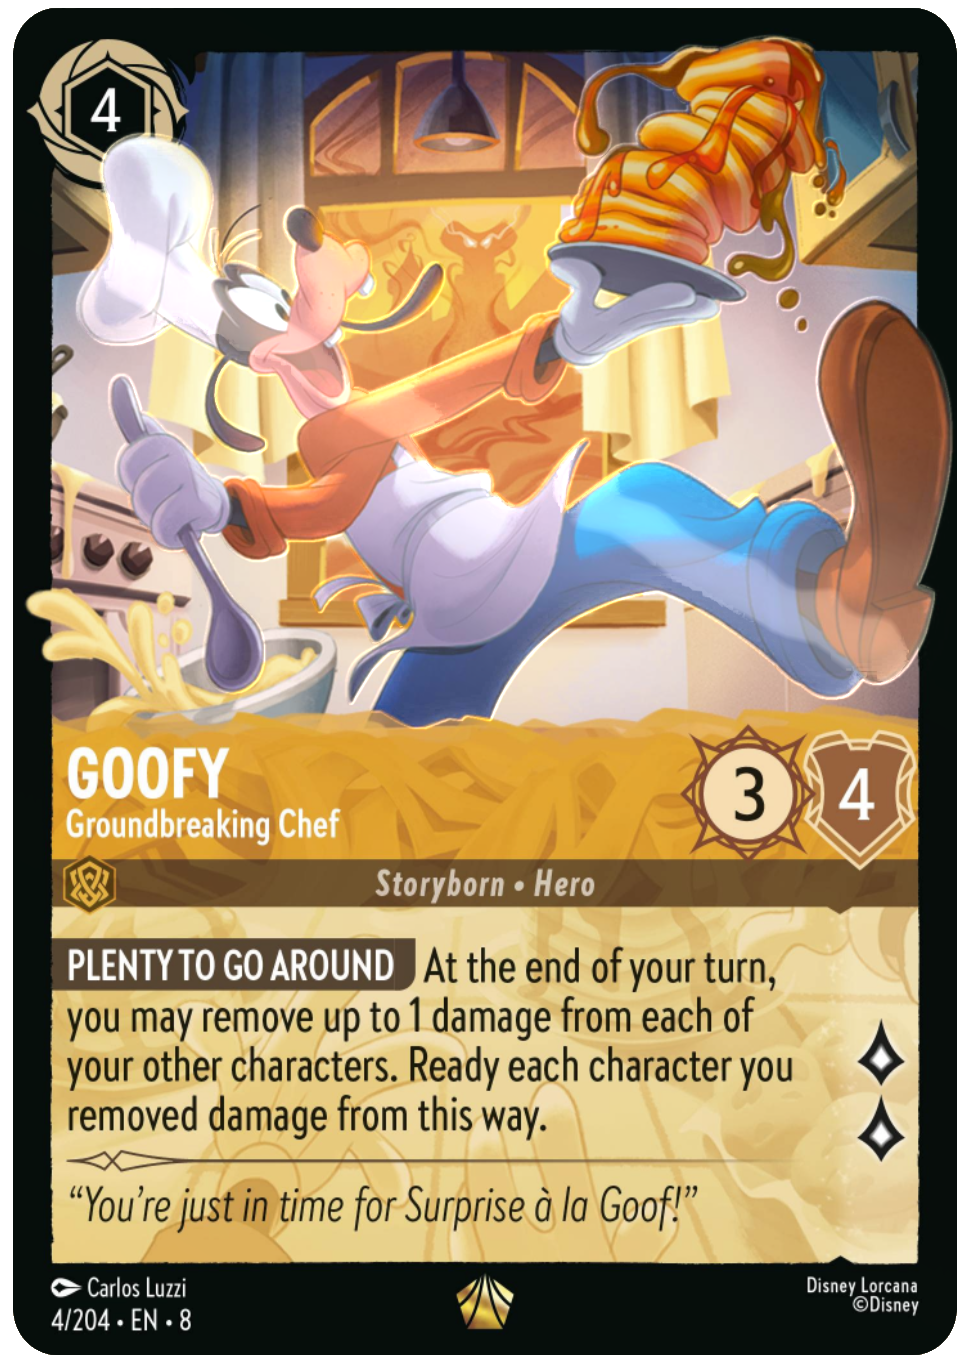 4
GOOFY
Groundbreaking Chef
3
4
Storyborn • Hero
PLENTY TO GO AROUND At the end of your turn,
you may remove up to 1 damage from each of
your other characters. Ready each character you
removed damage from this way.
“You’re just in time for Surprise à la Goof!”
Carlos Luzzi
4/204 • EN • 8
Disney Lorcana
©Disney